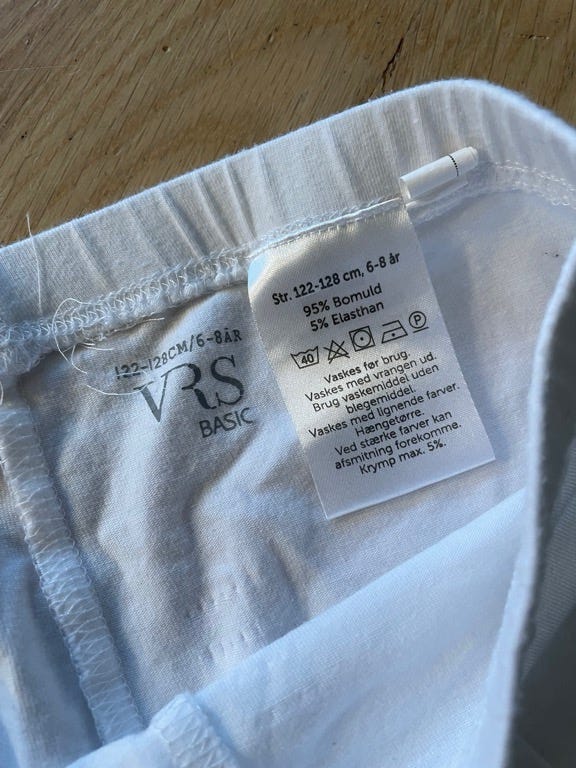 Str. 122-128 cm, 6-8 år
95% Bomuld
5% Elasthan
40 P
Vaskes før brug.
Vaskes med vrangen ud.
Brug vaskemiddel uden
blegemiddel.
Vaskes med lignende farver.
Hængetørre.
Ved stærke farver kan
afsmitning forekomme.
Krymp max. 5%.
122-128CM/6-8ÅR
VRS
BASIC